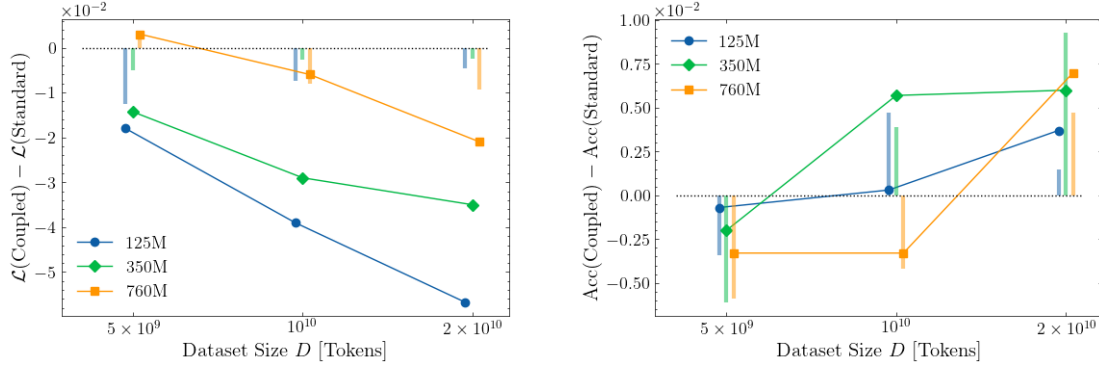 ×10⁻²
0
−1
−2
−3
−4
−5
ℒ(Coupled) − ℒ(Standard)
125M
350M
760M
5 × 10⁹
10¹⁰
2 × 10¹⁰
Dataset Size D [Tokens]
×10⁻²
1.00
0.75
0.50
0.25
0.00
−0.25
−0.50
Acc(Coupled) − Acc(Standard)
125M
350M
760M
5 × 10⁹
10¹⁰
2 × 10¹⁰
Dataset Size D [Tokens]